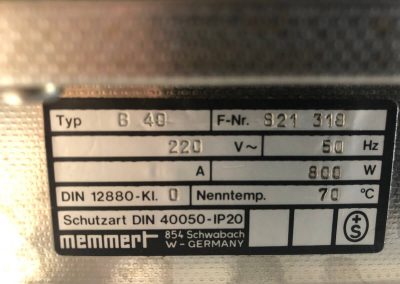 Typ B 40 F-Nr. 921 318
220 V~ 50 Hz
A 800 W
DIN 12880-Kl. 0 Nenntemp. 70 °C
Schutzart DIN 40050-IP20
memmert 854 Schwabach
W-GERMANY
+S